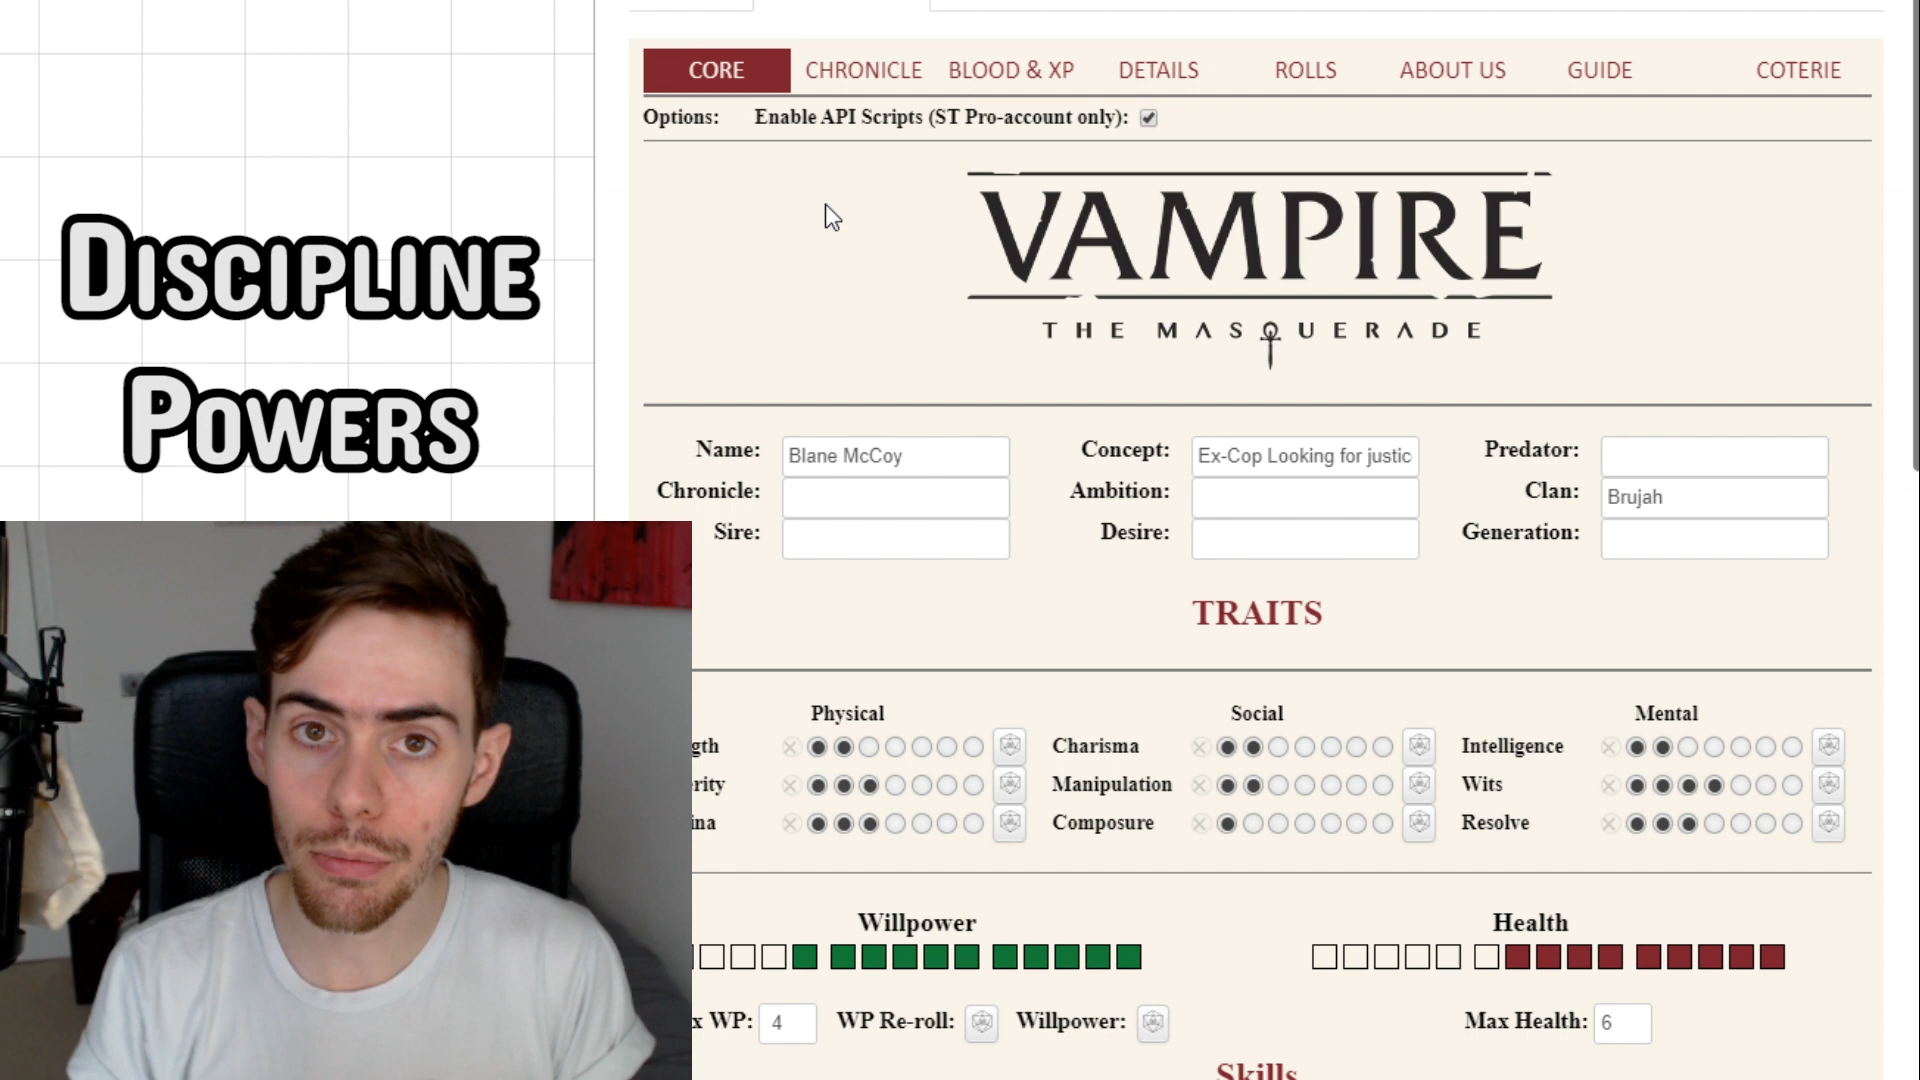 CORE CHRONICLE BLOOD & XP DETAILS ROLLS ABOUT US GUIDE COTERIE
Options: Enable API Scripts (ST Pro-account only):
VAMPIRE
THE MASQUERADE
DISCIPLINE
POWERS
Name: Blane McCoy Concept: Ex-Cop Looking for justic Predator:
Chronicle: Ambition: Clan: Brujah
Sire: Desire: Generation:
TRAITS
Physical Social Mental
gth Charisma Intelligence
rity Manipulation Wits
ina Composure Resolve
Willpower Health
x WP: 4 WP Re-roll: Willpower: Max Health: 6
Skills